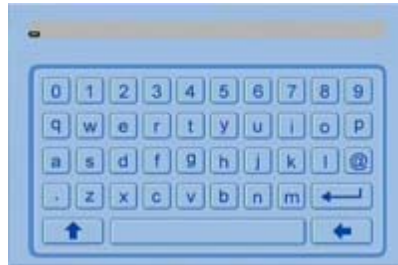 0 1 2 3 4 5 6 7 8 9
q w e r t y u i o p
a s d f g h j k l @
. z x c v b n m